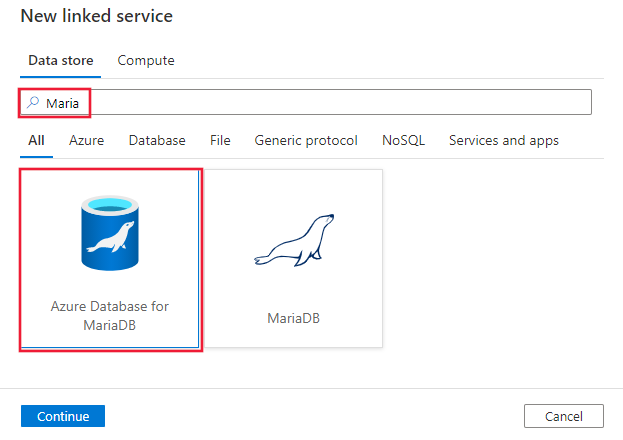 New linked service
Data store Compute
Maria
All Azure Database File Generic protocol NoSQL Services and apps
Azure Database for
MariaDB
MariaDB
Continue Cancel